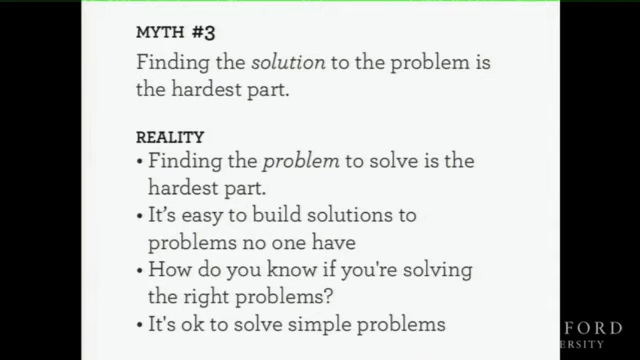 MYTH #3
Finding the solution to the problem is
the hardest part.
REALITY
• Finding the problem to solve is the
hardest part.
• It's easy to build solutions to
problems no one have
• How do you know if you're solving
the right problems?
• It's ok to solve simple problems
FORD
ERSITY